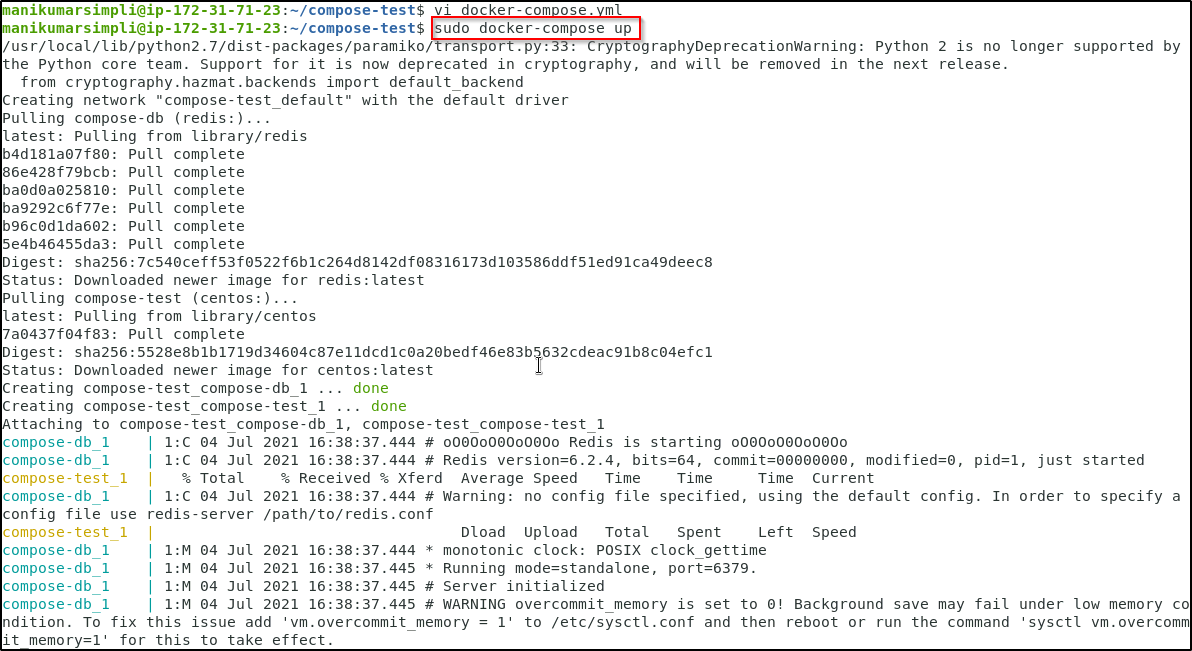 manikumarsimpli@ip-172-31-71-23:~/compose-test$ vi docker-compose.yml
manikumarsimpli@ip-172-31-71-23:~/compose-test$ sudo docker-compose up
/usr/local/lib/python2.7/dist-packages/paramiko/transport.py:33: CryptographyDeprecationWarning: Python 2 is no longer supported by
the Python core team. Support for it is now deprecated in cryptography, and will be removed in the next release.
  from cryptography.hazmat.backends import default_backend
Creating network "compose-test_default" with the default driver
Pulling compose-db (redis:)...
latest: Pulling from library/redis
b4d181a07f80: Pull complete
86e428f79bcb: Pull complete
ba0d0a025810: Pull complete
ba9292c6f77e: Pull complete
b96c0d1da602: Pull complete
5e4b46455da3: Pull complete
Digest: sha256:7c540ceff53f0522f6b1c264d8142df08316173d103586ddf51ed91ca49deec8
Status: Downloaded newer image for redis:latest
Pulling compose-test (centos:)...
latest: Pulling from library/centos
7a0437f04f83: Pull complete
Digest: sha256:5528e8b1b1719d34604c87e11dcd1c0a20bedf46e83b5632cdeac91b8c04efc1
Status: Downloaded newer image for centos:latest
Creating compose-test_compose-db_1 ... done
Creating compose-test_compose-test_1 ... done
Attaching to compose-test_compose-db_1, compose-test_compose-test_1
compose-db_1    | 1:C 04 Jul 2021 16:38:37.444 # oO0OoO0OoO0Oo Redis is starting oO0OoO0OoO0Oo
compose-db_1    | 1:C 04 Jul 2021 16:38:37.444 # Redis version=6.2.4, bits=64, commit=00000000, modified=0, pid=1, just started
compose-test_1  |   % Total    % Received % Xferd  Average Speed   Time    Time     Time  Current
compose-db_1    | 1:C 04 Jul 2021 16:38:37.444 # Warning: no config file specified, using the default config. In order to specify a
config file use redis-server /path/to/redis.conf
compose-test_1  |                                  Dload  Upload   Total   Spent    Left  Speed
compose-db_1    | 1:M 04 Jul 2021 16:38:37.444 * monotonic clock: POSIX clock_gettime
compose-db_1    | 1:M 04 Jul 2021 16:38:37.445 * Running mode=standalone, port=6379.
compose-db_1    | 1:M 04 Jul 2021 16:38:37.445 # Server initialized
compose-db_1    | 1:M 04 Jul 2021 16:38:37.445 # WARNING overcommit_memory is set to 0! Background save may fail under low memory co
ndition. To fix this issue add 'vm.overcommit_memory = 1' to /etc/sysctl.conf and then reboot or run the command 'sysctl vm.overcomm
it_memory=1' for this to take effect.